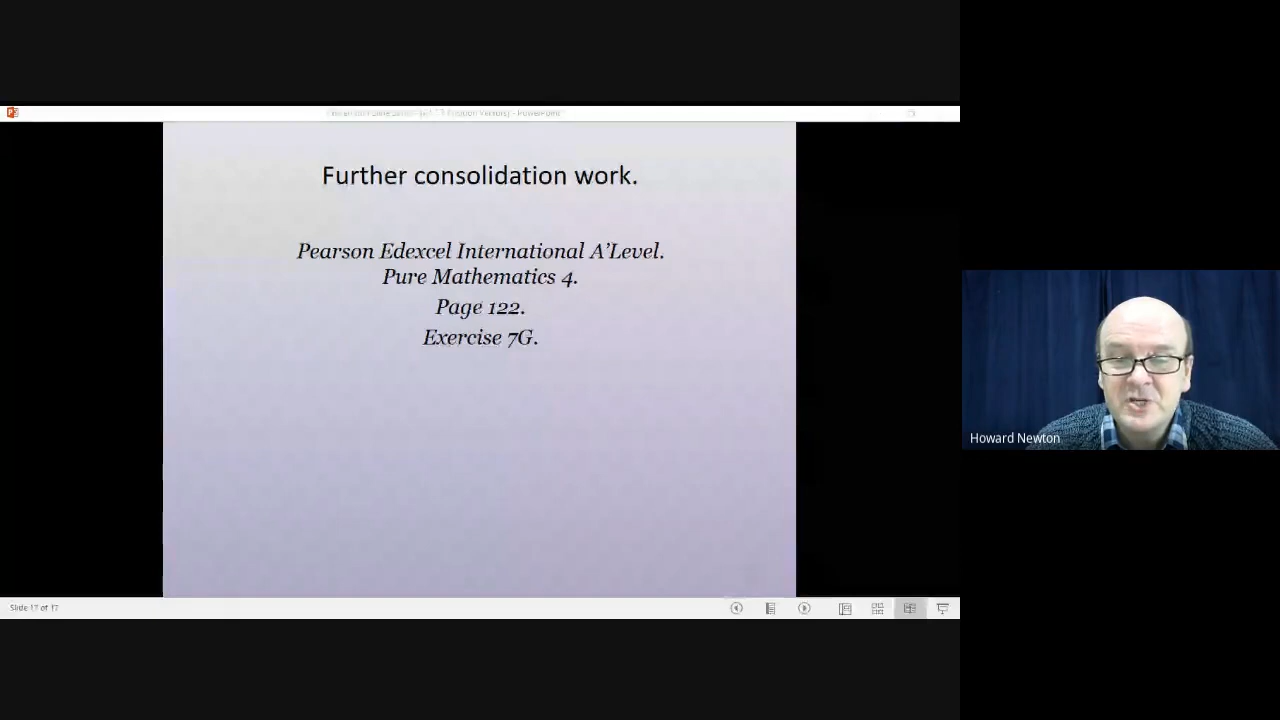 PowerPoint
Further consolidation work.
Pearson Edexcel International A'Level.
Pure Mathematics 4.
Page 122.
Exercise 7G.
Howard Newton
Slide 17 of 17